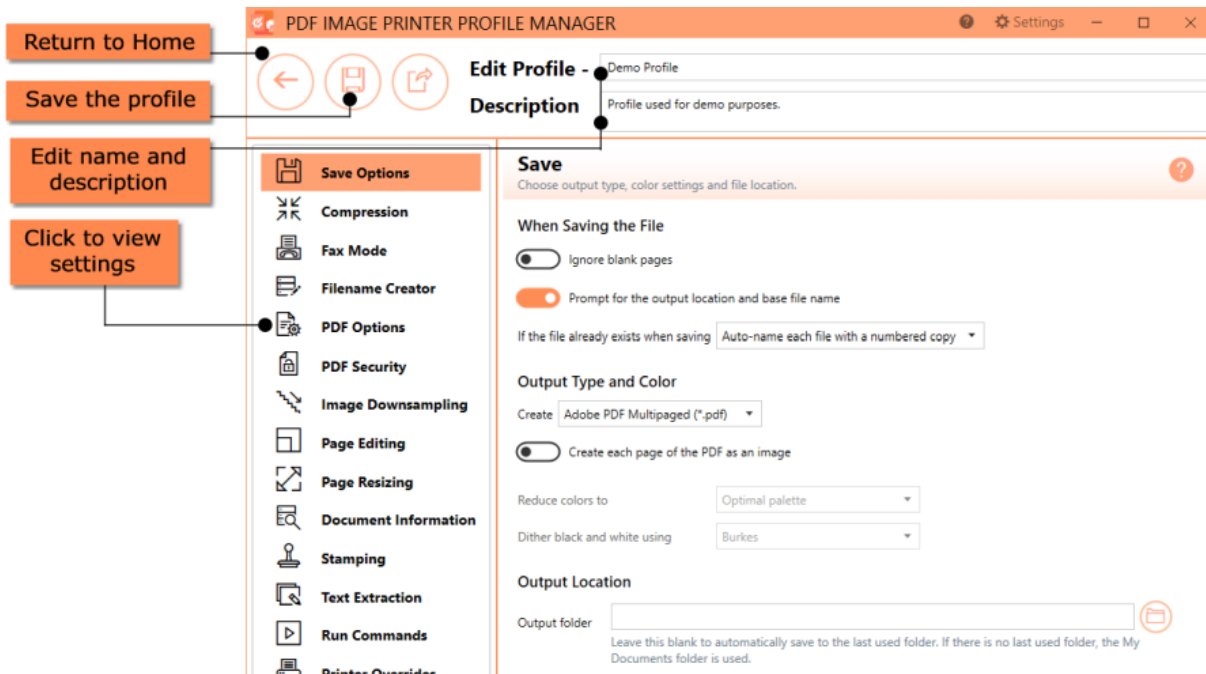 PDF IMAGE PRINTER PROFILE MANAGER
Settings
Return to Home
Save the profile
Edit name and
description
Click to view
settings
Edit Profile -
Demo Profile
Description
Profile used for demo purposes.
Save Options
Compression
Fax Mode
Filename Creator
PDF Options
PDF Security
Image Downsampling
Page Editing
Page Resizing
Document Information
Stamping
Text Extraction
Run Commands
Printer Overrides
Save
Choose output type, color settings and file location.
When Saving the File
Ignore blank pages
Prompt for the output location and base file name
If the file already exists when saving Auto-name each file with a numbered copy
Output Type and Color
Create Adobe PDF Multipaged (*.pdf)
Create each page of the PDF as an image
Reduce colors to Optimal palette
Dither black and white using Burkes
Output Location
Output folder
Leave this blank to automatically save to the last used folder. If there is no last used folder, the My
Documents folder is used.